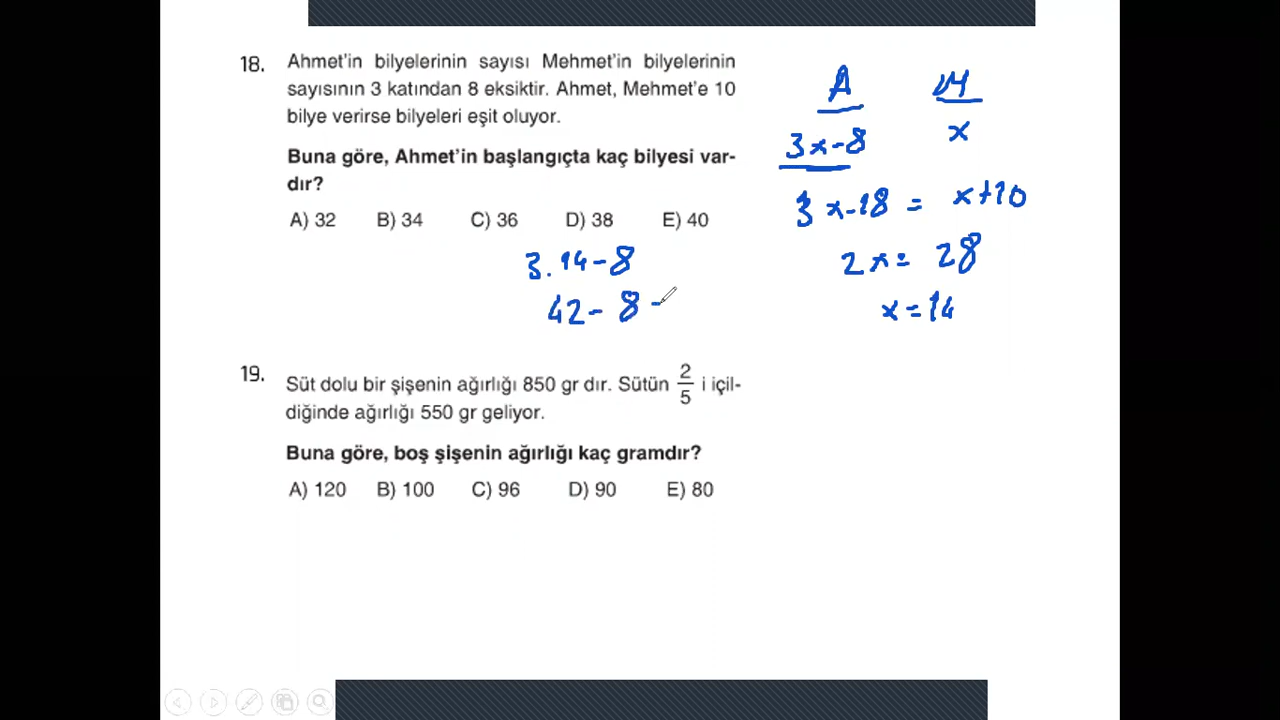 18. Ahmet'in bilyelerinin sayısı Mehmet'in bilyelerinin
sayısının 3 katından 8 eksiktir. Ahmet, Mehmet'e 10
bilye verirse bilyeleri eşit oluyor.
Buna göre, Ahmet'in başlangıçta kaç bilyesi var-
dır?
A) 32 B) 34 C) 36 D) 38 E) 40
3.14-8
42-8-
A M
3x-8 x
3x-18 = x+10
2x= 28
x=14
19. Süt dolu bir şişenin ağırlığı 850 gr dır. Sütün 2/5 i içil-
diğinde ağırlığı 550 gr geliyor.
Buna göre, boş şişenin ağırlığı kaç gramdır?
A) 120 B) 100 C) 96 D) 90 E) 80